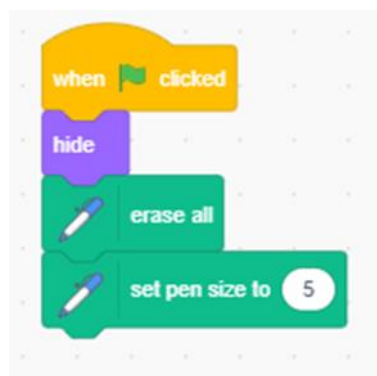 when clicked
hide
erase all
set pen size to 5